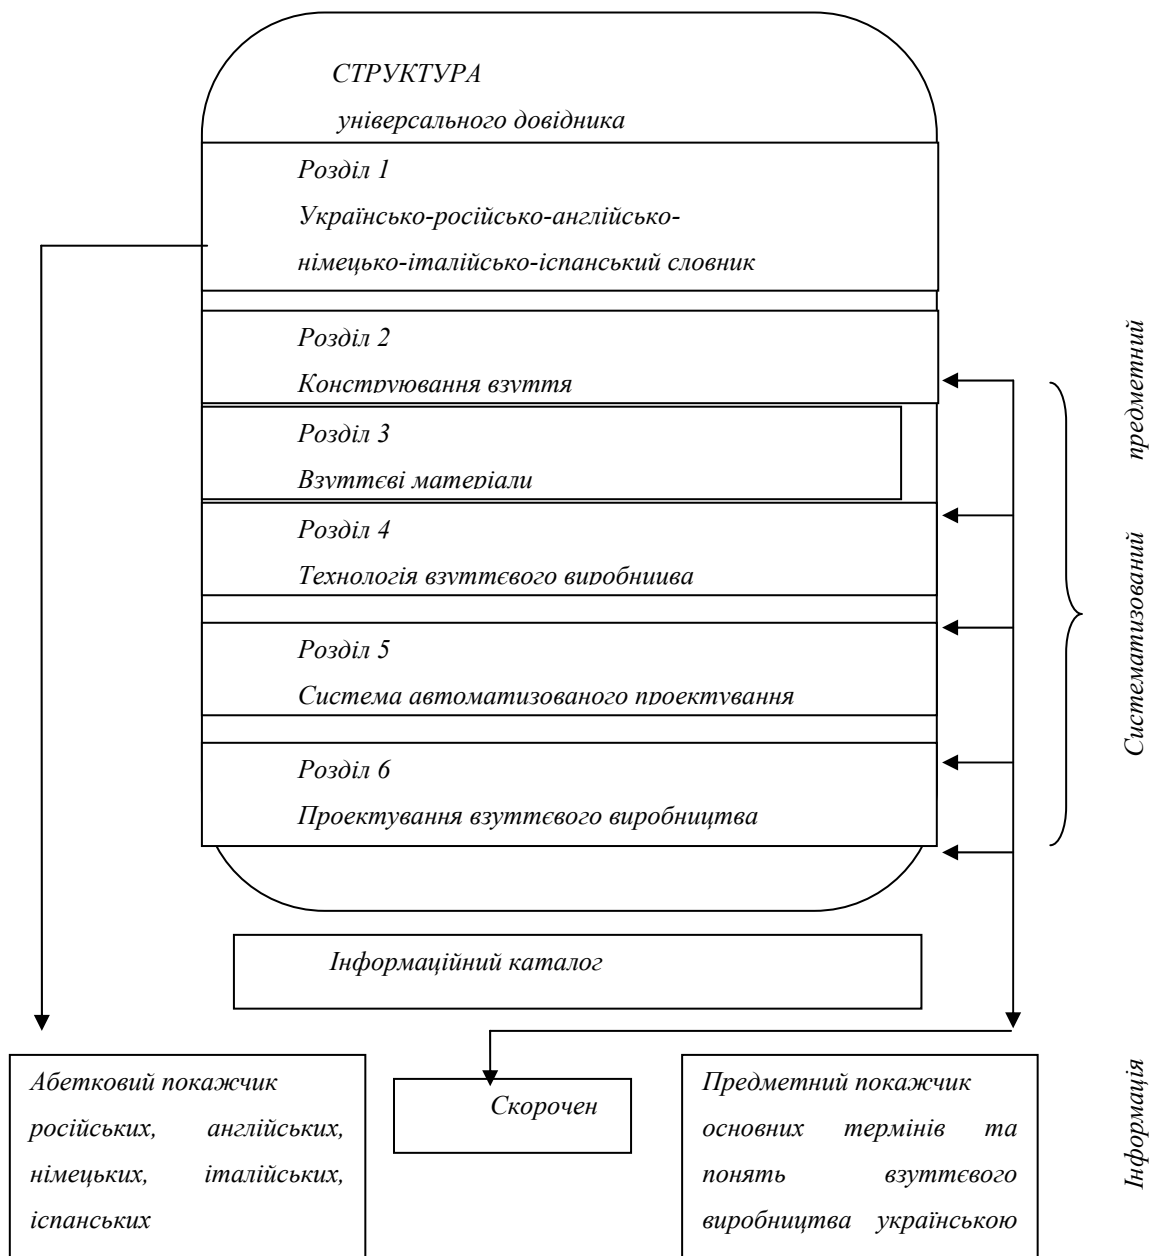 СТРУКТУРА
універсального довідника
Розділ 1
Українсько-російсько-англійсько-
німецько-італійсько-іспанський словник
Розділ 2
Конструювання взуття
Розділ 3
Взуттєві матеріали
Розділ 4
Технологія взуттєвого виробництва
Розділ 5
Система автоматизованого проектування
Розділ 6
Проектування взуттєвого виробництва
Інформаційний каталог
Абетковий покажчик
російських, англійських,
німецьких, італійських,
іспанських
Скорочен
Предметний покажчик
основних термінів та
понять взуттєвого
виробництва українською
Систематизований предметний
Інформація